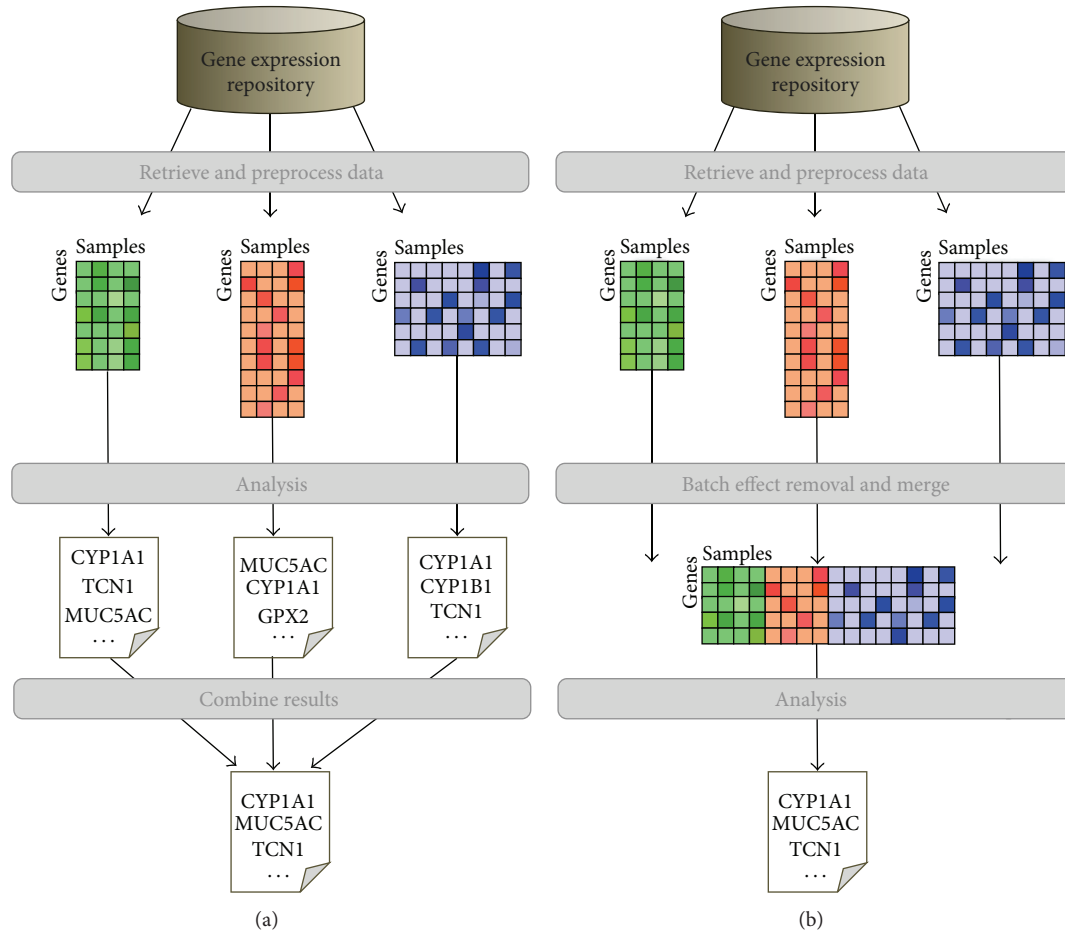 Gene expression
repository
Retrieve and preprocess data
Samples
Genes
Samples
Genes
Samples
Genes
Analysis
CYP1A1
TCN1
MUC5AC
...
MUC5AC
CYP1A1
GPX2
...
CYP1A1
CYP1B1
TCN1
...
Combine results
CYP1A1
MUC5AC
TCN1
...
(a)
Gene expression
repository
Retrieve and preprocess data
Samples
Genes
Samples
Genes
Samples
Genes
Batch effect removal and merge
Samples
Genes
Analysis
CYP1A1
MUC5AC
TCN1
...
(b)